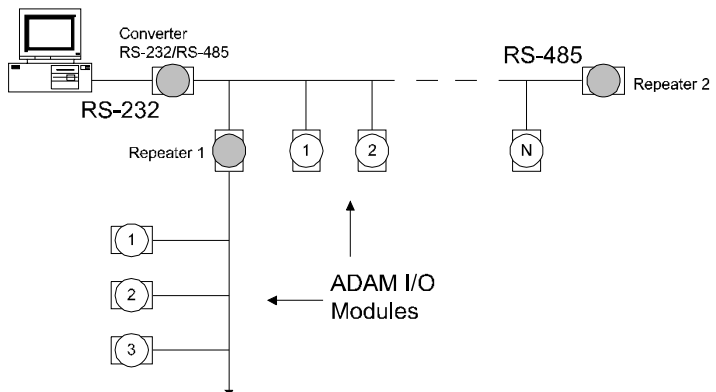 Converter
RS-232/RS-485
RS-485
Repeater 2
RS-232
Repeater 1
1
2
N
1
2
3
ADAM I/O
Modules